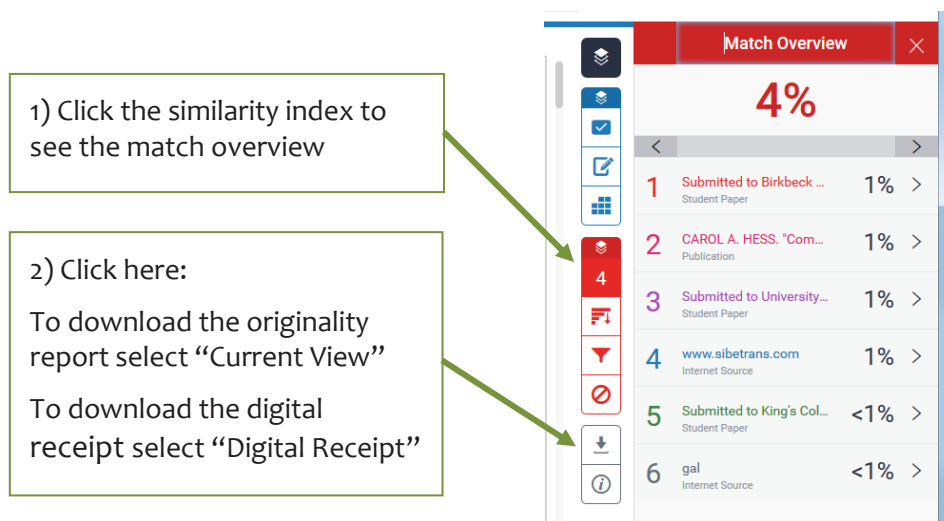 1) Click the similarity index to
see the match overview
2) Click here:
To download the originality
report select “Current View”
To download the digital
receipt select “Digital Receipt”
4
Match Overview
4%
1 Submitted to Birkbeck ... 1%
Student Paper
2 CAROL A. HESS. "Com... 1%
Publication
3 Submitted to University... 1%
Student Paper
4 www.sibetrans.com 1%
Internet Source
5 Submitted to King's Col... <1%
Student Paper
6 gal <1%
Internet Source